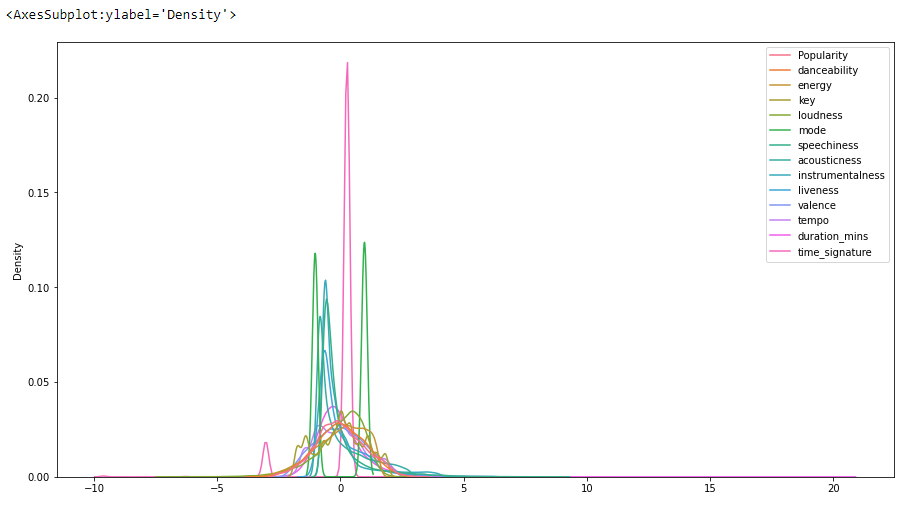 <AxesSubplot:ylabel='Density'>
Popularity
danceability
energy
key
loudness
mode
speechiness
acousticness
instrumentalness
liveness
valence
tempo
duration_mins
time_signature
0.20
0.15
0.10
0.05
0.00
Density
−10 −5 0 5 10 15 20